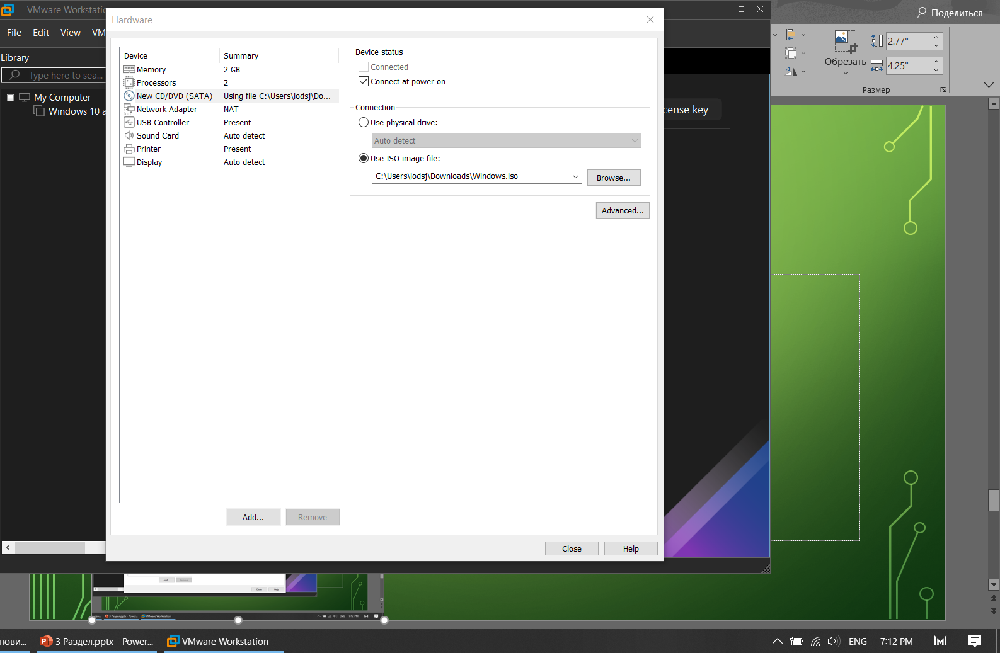 VMware Workstatio
File Edit View VM
Library
Type here to sea...
My Computer
Windows 10 a
Hardware
Device Summary
Memory 2 GB
Processors 2
New CD/DVD (SATA) Using file C:\Users\lodsj\Do...
Network Adapter NAT
USB Controller Present
Sound Card Auto detect
Printer Present
Display Auto detect
Add... Remove
Device status
Connected
Connect at power on
Connection
Use physical drive:
Auto detect
Use ISO image file:
C:\Users\lodsj\Downloads\Windows.iso
Browse...
Advanced...
Close Help
cense key
Поделиться
Обрезать
2.77"
4.25"
Размер
нови...
3 Раздел.pptx - Power...
VMware Workstation
ENG
7:12 PM